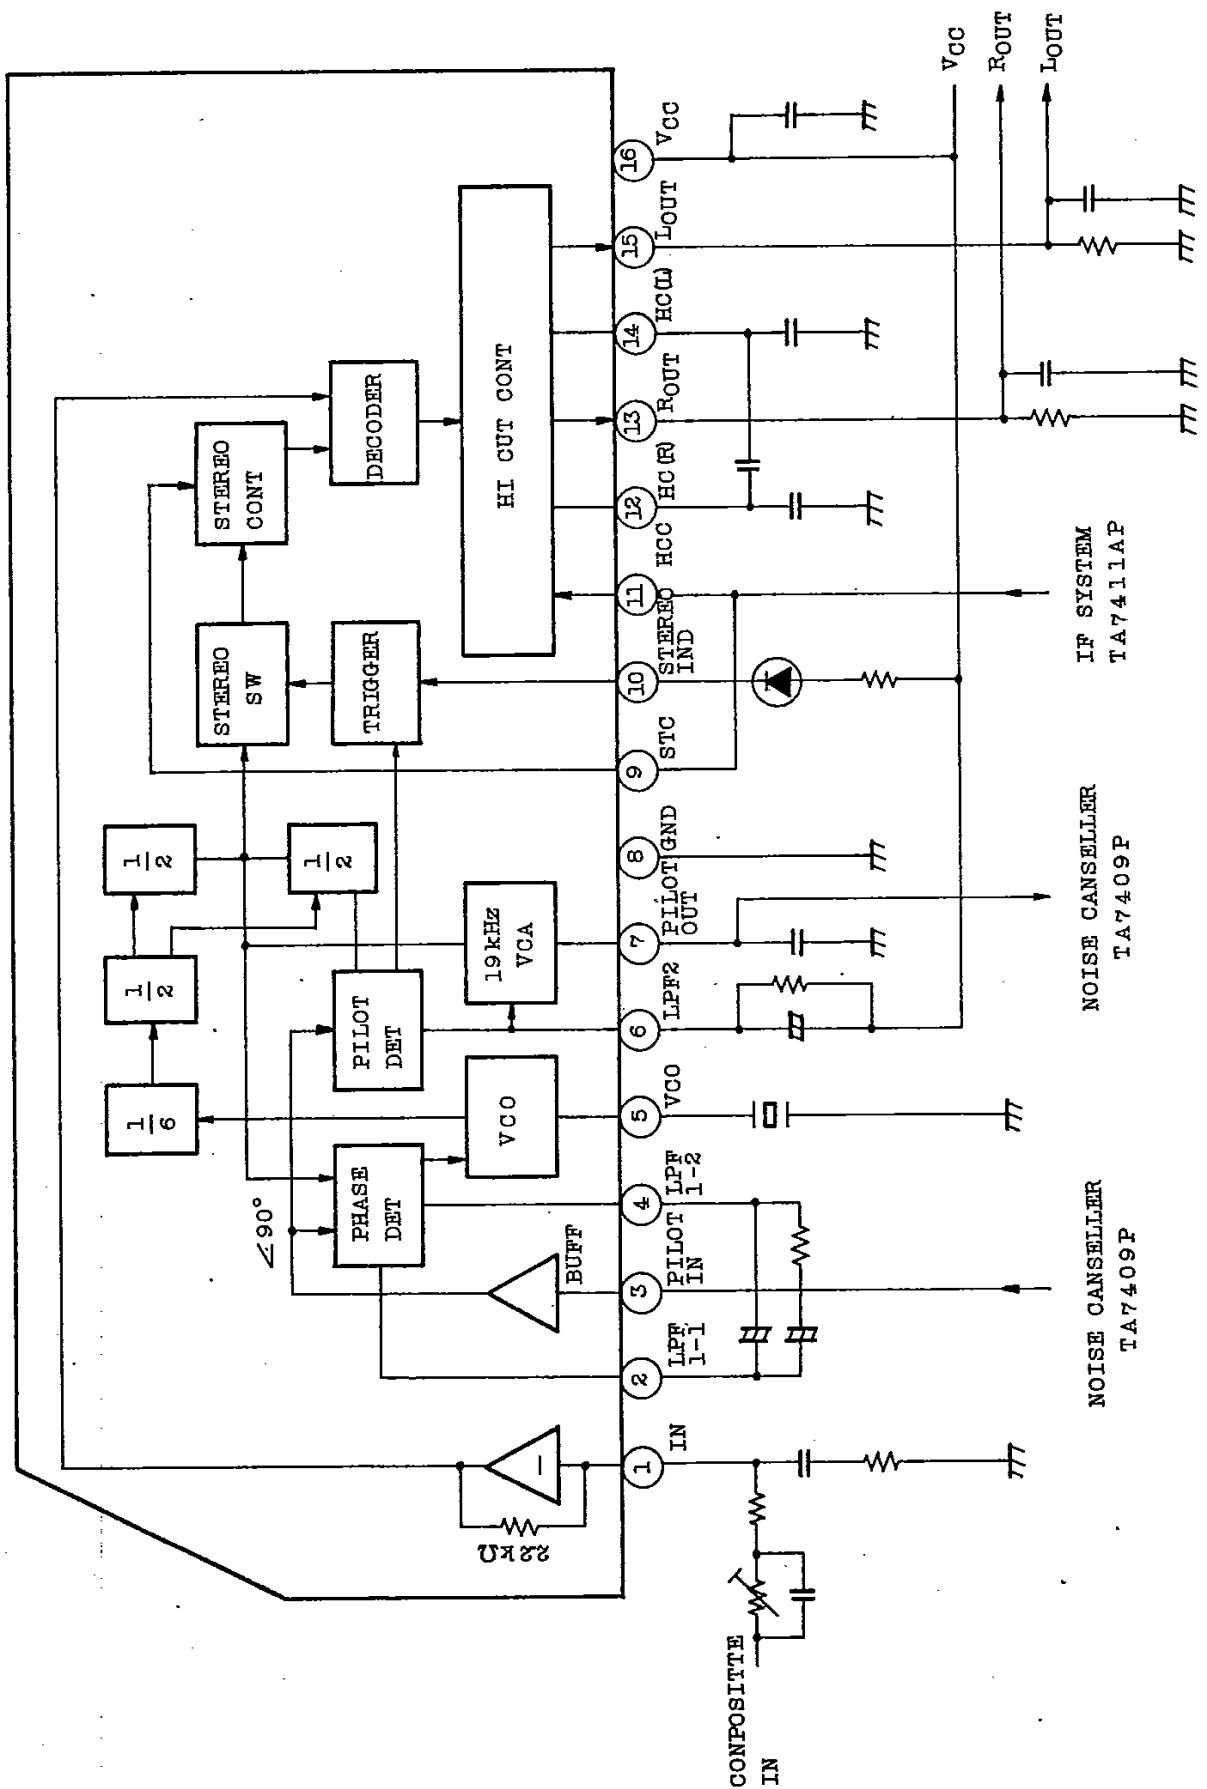 22kΩ
∠90°
BUFF
PHASE
DET
VCO
1/6
1/2
1/2
1/2
PILOT
DET
19kHz
VCA
STEREO
SW
TRIGGER
STEREO
CONT
DECODER
HI CUT CONT
1
IN
2
LPF
1-1
3
PILOT
IN
4
LPF
1-2
5
VCO
6
LPF2
7
PILOT
OUT
8
GND
9
STC
10
STEREO
IND
11
HCC
12
HC(R)
13
ROUT
14
HC(L)
15
LOUT
16
VCC
CONPOSITTE
IN
NOISE CANSELLER
TA7409P
NOISE CANSELLER
TA7409P
IF SYSTEM
TA7411AP
VCC
ROUT
LOUT